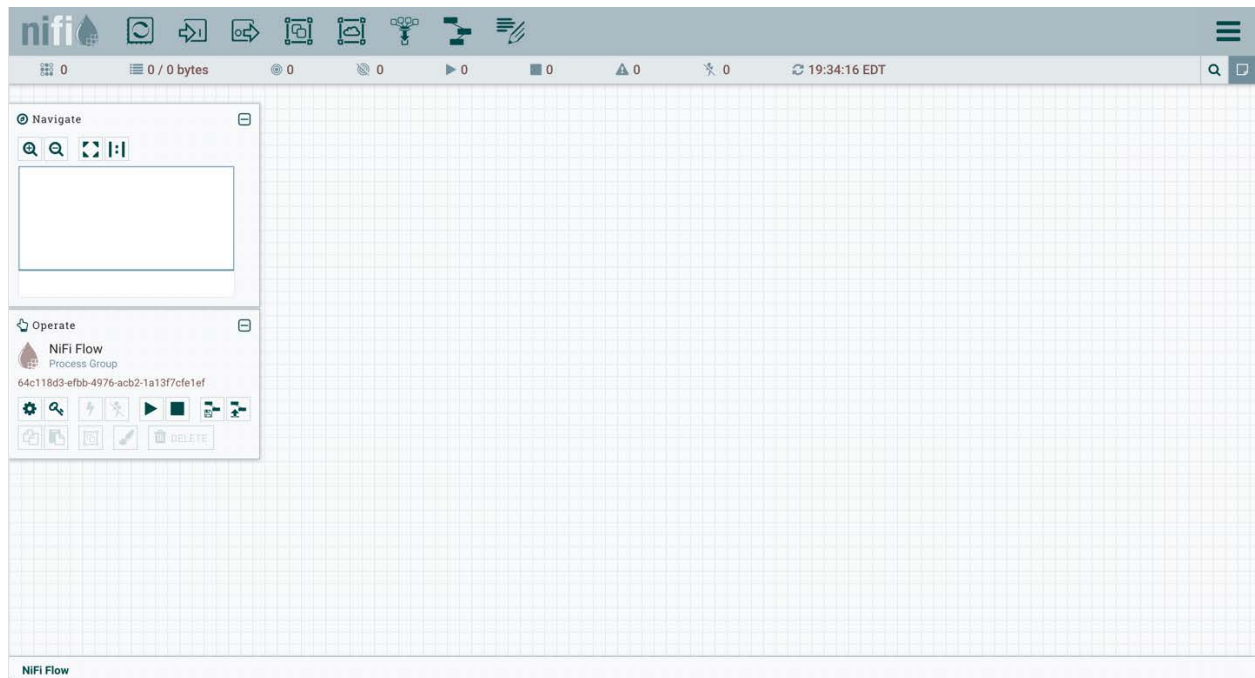 nifi
0 0 / 0 bytes 0 0 0 0 0 0 19:34:16 EDT
Navigate
Operate
NiFi Flow
Process Group
64c118d3-efbb-4976-acb2-1a13f7cfe1ef
DELETE
NiFi Flow